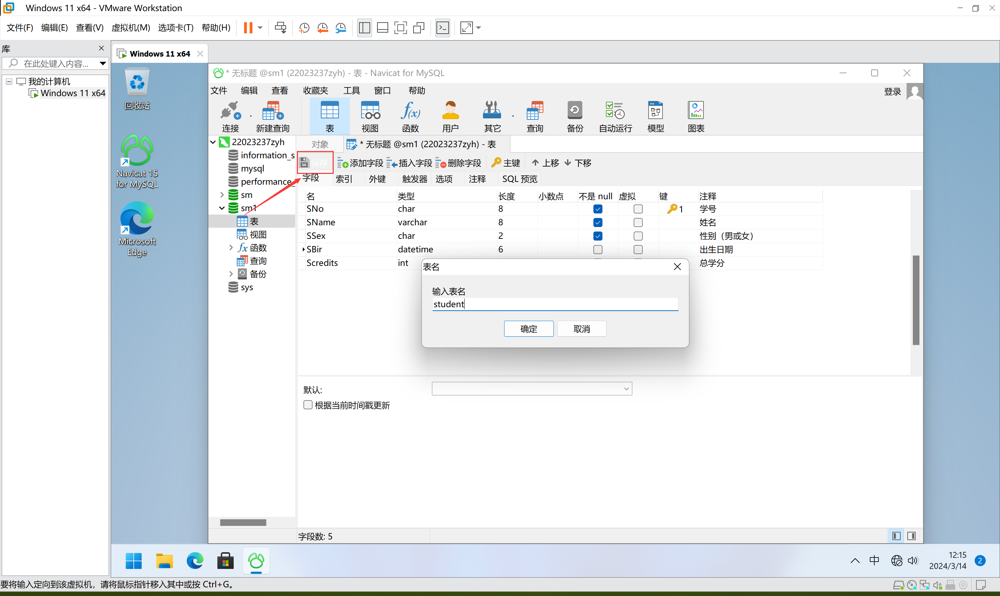 Windows 11 x64 - VMware Workstation
文件(F) 编辑(E) 查看(V) 虚拟机(M) 选项卡(T) 帮助(H)
库
在此处键入内容...
我的计算机
Windows 11 x64
Windows 11 x64
回收站
Navicat 15
for MySQL
Microsoft
Edge
* 无标题 @sm1 (22023237zyh) - 表 - Navicat for MySQL
文件 编辑 查看 收藏夹 工具 窗口 帮助
登录
连接 新建查询 表 视图 函数 用户 其它 查询 备份 自动运行 模型 图表
22023237zyh
information_s
mysql
performance_
sm
sm1
表
视图
函数
查询
备份
sys
对象 * 无标题 @sm1 (22023237zyh) - 表
保存 添加字段 插入字段 删除字段 主键 上移 下移
字段 索引 外键 触发器 选项 注释 SQL 预览
名 类型 长度 小数点 不是 null 虚拟 键 注释
SNo char 8 1 学号
SName varchar 8 姓名
SSex char 2 性别（男或女）
SBir datetime 6 出生日期
Scredits int 总学分
表名
输入表名
student
确定 取消
默认:
根据当前时间戳更新
字段数: 5
中
12:15
2024/3/14
2
要将输入定向到该虚拟机，请将鼠标指针移入其中或按 Ctrl+G。